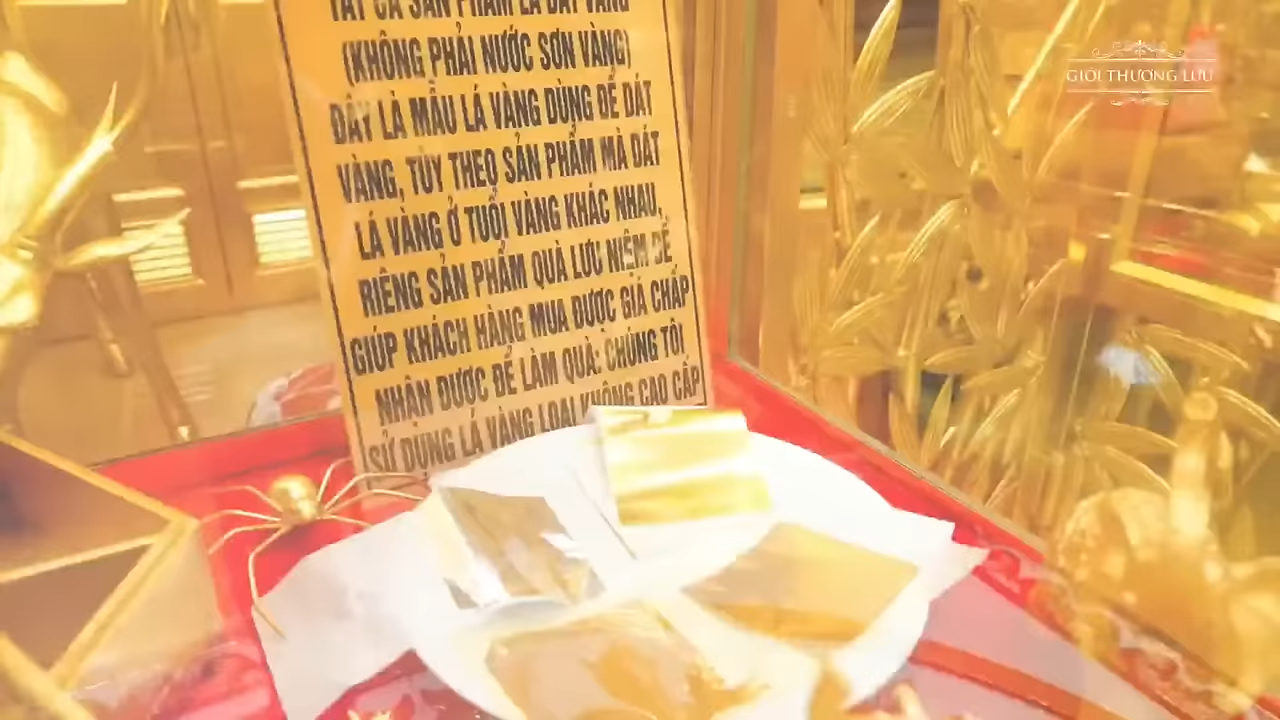 TẤT CẢ SẢN PHẨM LÀ DÁT VÀNG
(KHÔNG PHẢI NƯỚC SƠN VÀNG)
ĐÂY LÀ MẪU LÁ VÀNG DÙNG ĐỂ DÁT
VÀNG, TÙY THEO SẢN PHẨM MÀ DÁT
LÁ VÀNG Ở TUỔI VÀNG KHÁC NHAU,
RIÊNG SẢN PHẨM QUÀ LƯU NIỆM ĐỂ
GIÚP KHÁCH HÀNG MUA ĐƯỢC GIÁ CHẤP
NHẬN ĐƯỢC ĐỂ LÀM QUÀ: CHÚNG TÔI
SỬ DỤNG LÁ VÀNG LOẠI KHÔNG CAO CẤP
GIỚI THƯỢNG LƯU